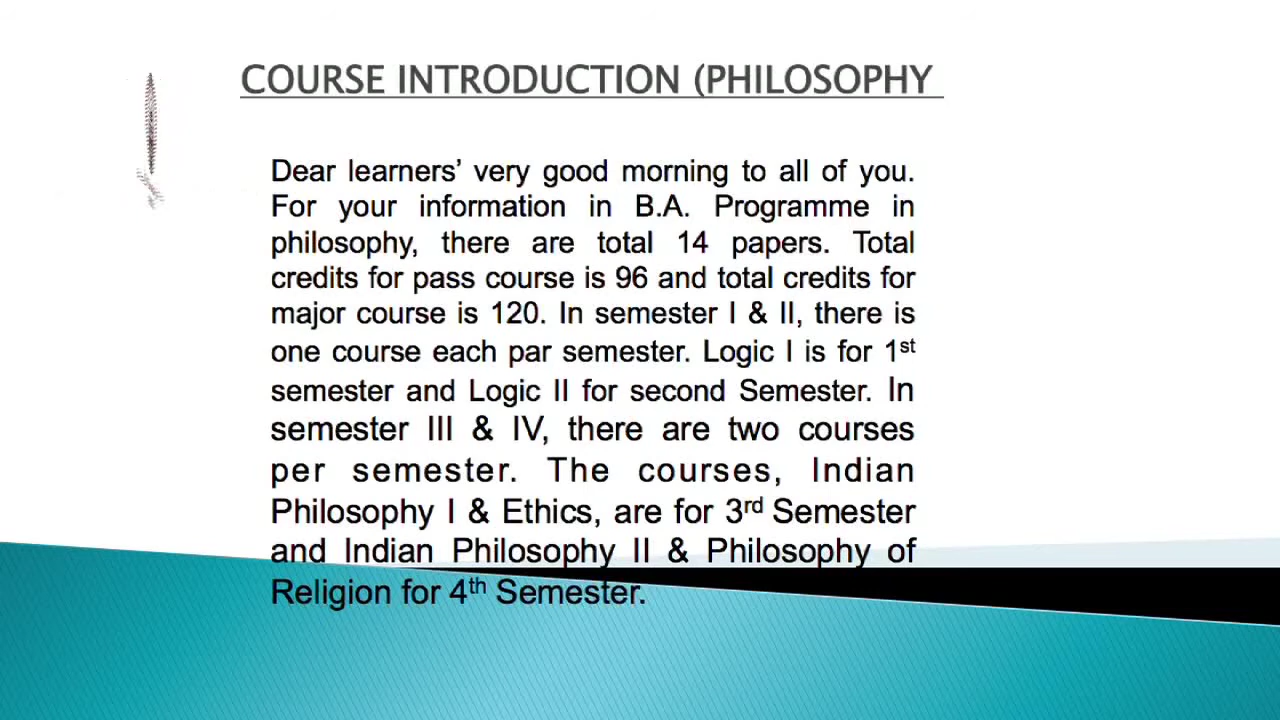 COURSE INTRODUCTION (PHILOSOPHY
Dear learners’ very good morning to all of you.
For your information in B.A. Programme in
philosophy, there are total 14 papers. Total
credits for pass course is 96 and total credits for
major course is 120. In semester I & II, there is
one course each par semester. Logic I is for 1st
semester and Logic II for second Semester. In
semester III & IV, there are two courses
per semester. The courses, Indian
Philosophy I & Ethics, are for 3rd Semester
and Indian Philosophy II & Philosophy of
Religion for 4th Semester.